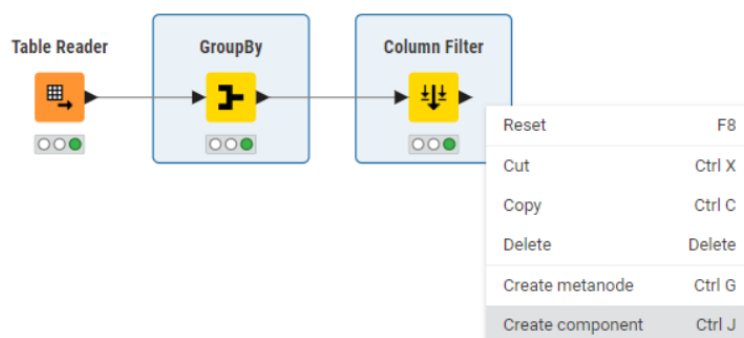 Table Reader
GroupBy
Column Filter
Reset F8
Cut Ctrl X
Copy Ctrl C
Delete Delete
Create metanode Ctrl G
Create component Ctrl J